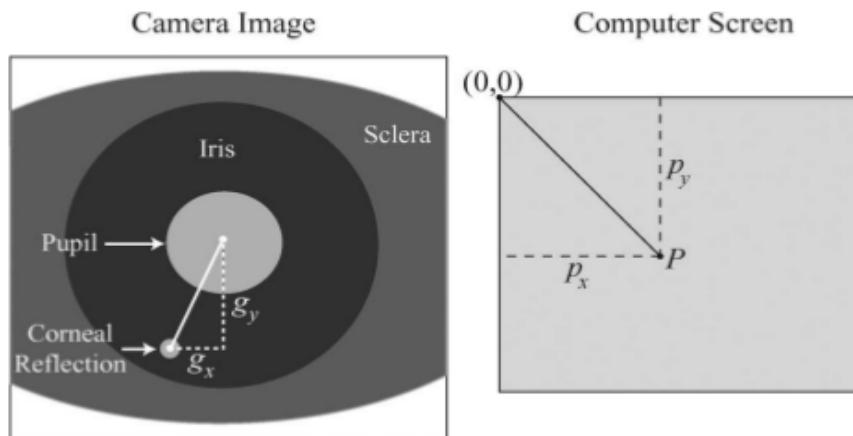 Camera Image
Computer Screen
(0,0)
Sclera
Iris
Pupil
Corneal
Reflection
g_y
g_x
p_y
p_x
P